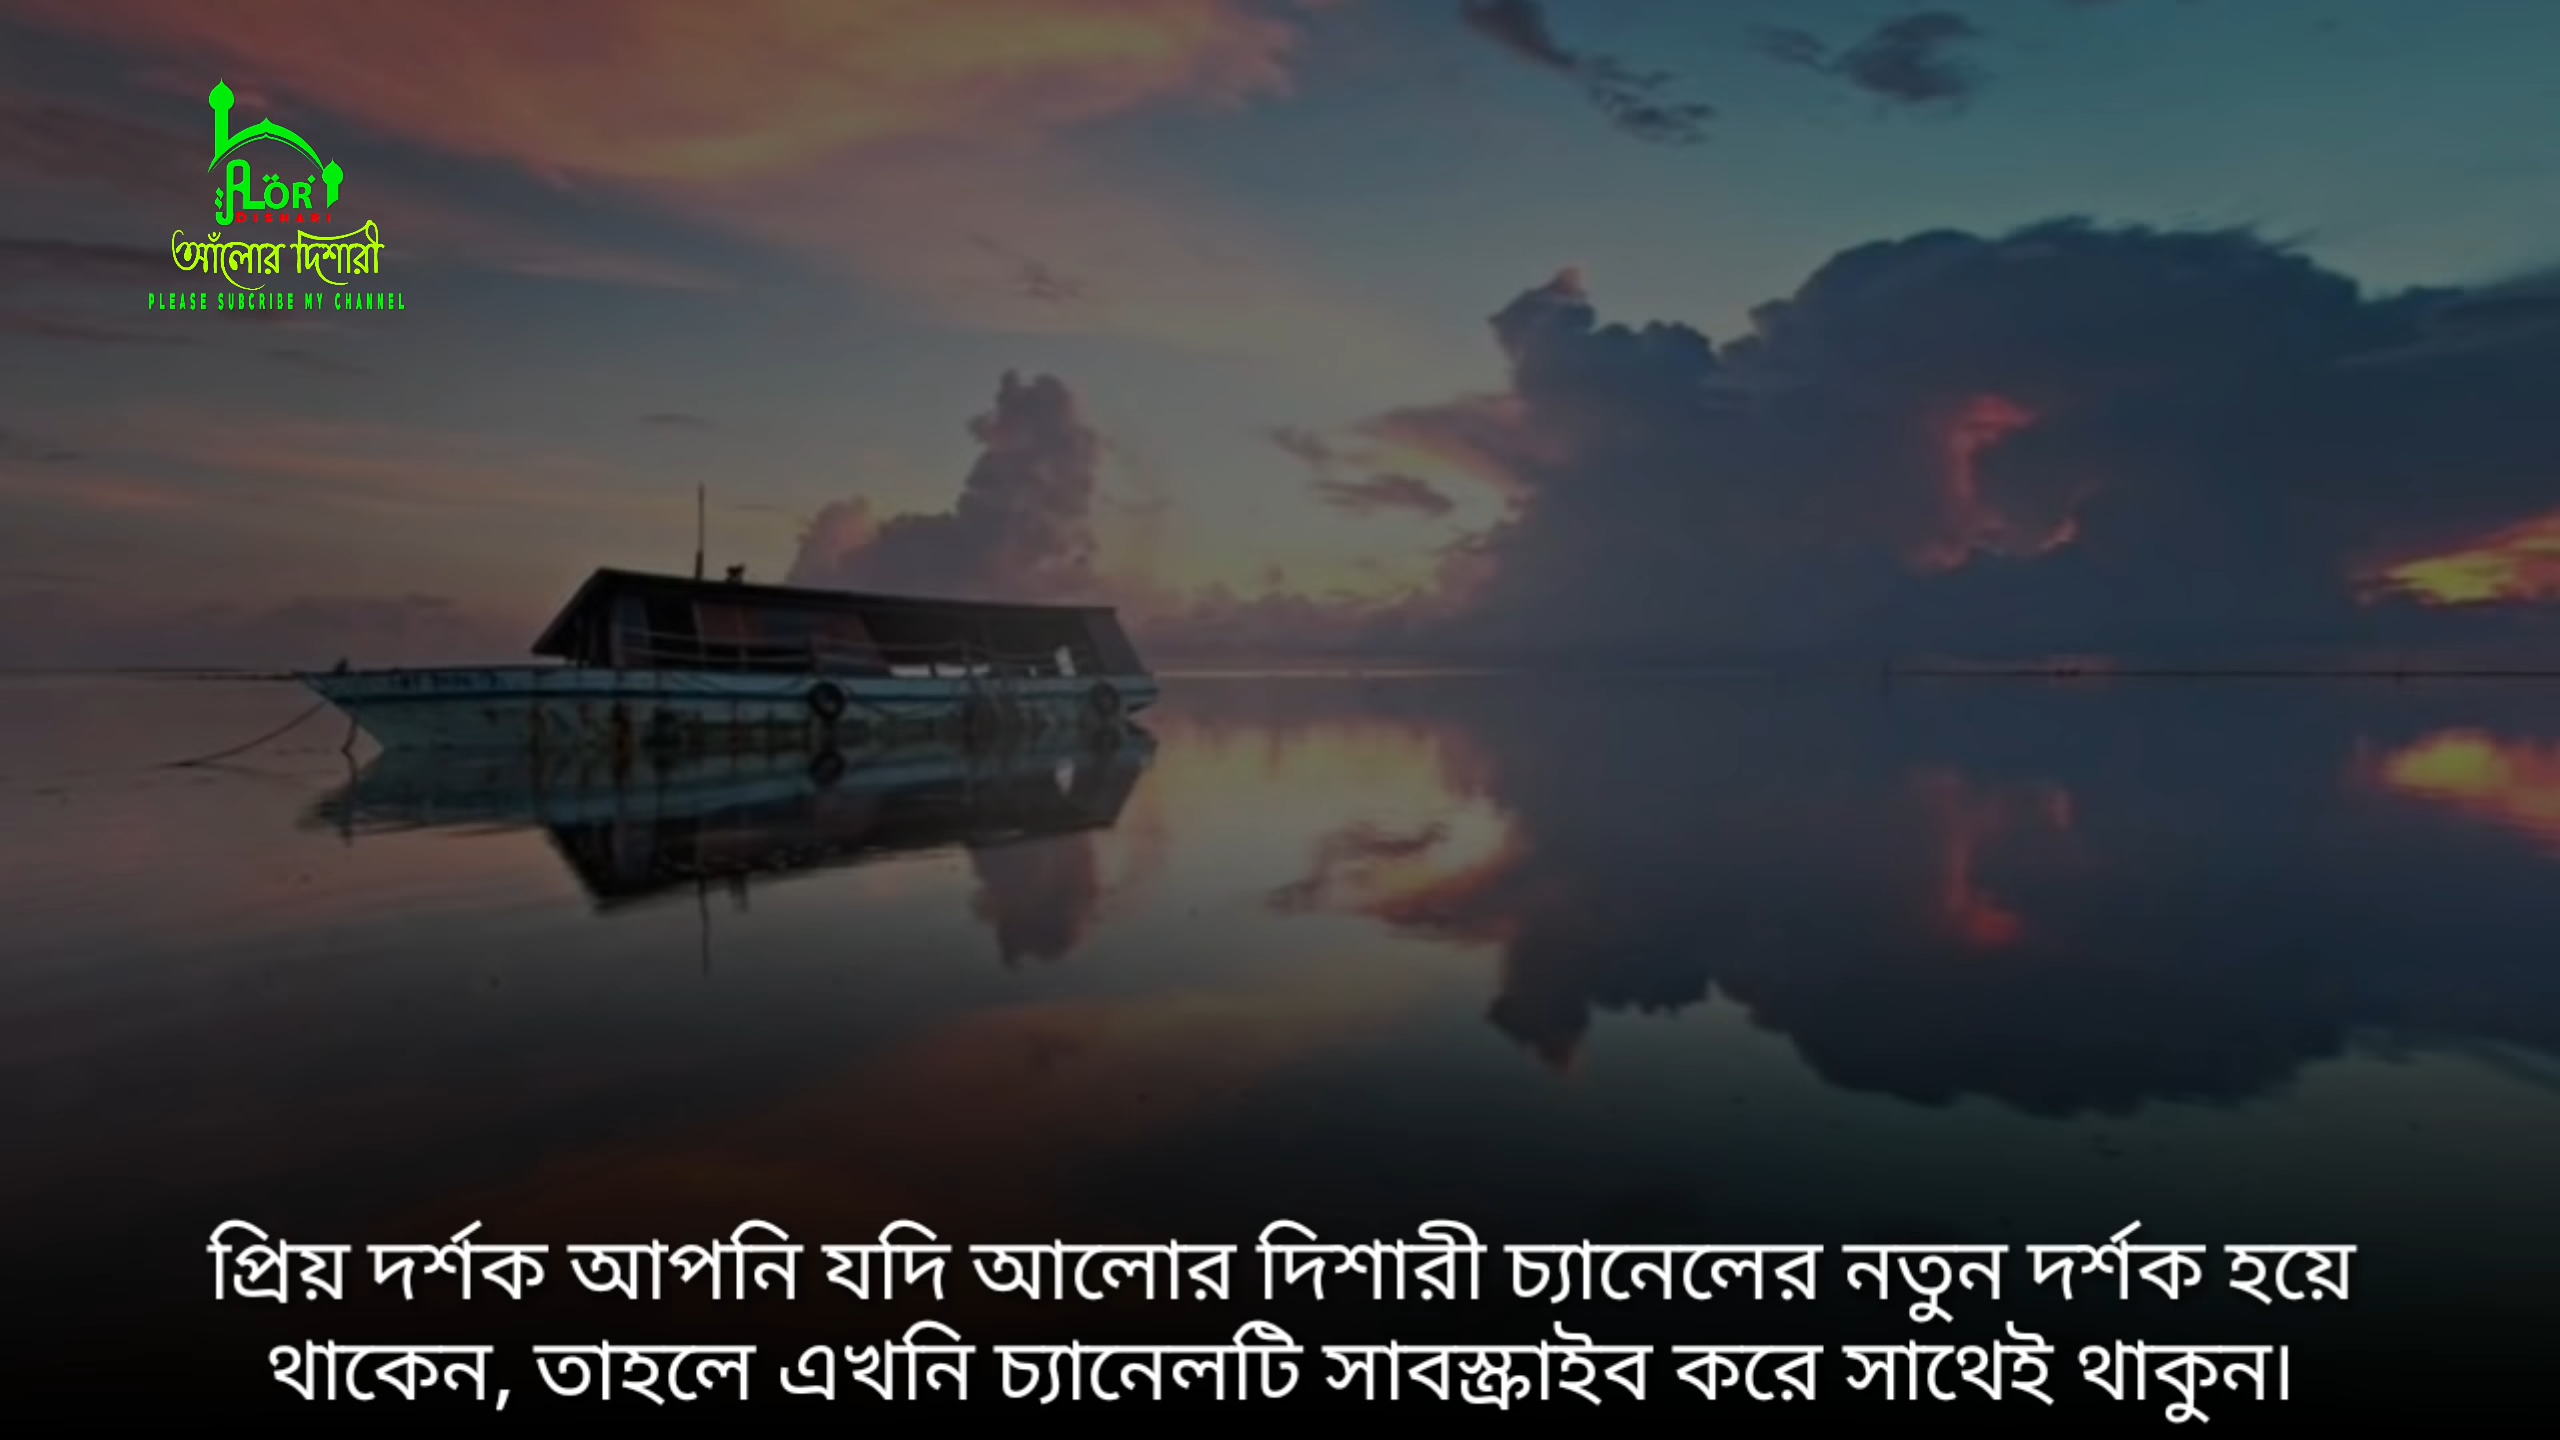 ALOR
DISHARI
আঁলোর দিশারী
PLEASE SUBCRIBE MY CHANNEL
প্রিয় দর্শক আপনি যদি আলোর দিশারী চ্যানেলের নতুন দর্শক হয়ে
থাকেন, তাহলে এখনি চ্যানেলটি সাবস্ক্রাইব করে সাথেই থাকুন।